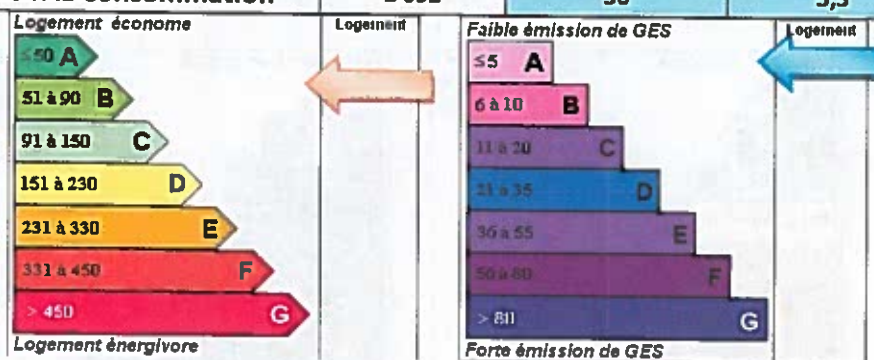 Logement économe
Logement
≤50 A
51 à 90 B
91 à 150 C
151 à 230 D
231 à 330 E
331 à 450 F
> 450 G
Logement énergivore
Faible émission de GES
Logement
≤5 A
6 à 10 B
11 à 20 C
21 à 35 D
36 à 55 E
56 à 80 F
> 80 G
Forte émission de GES